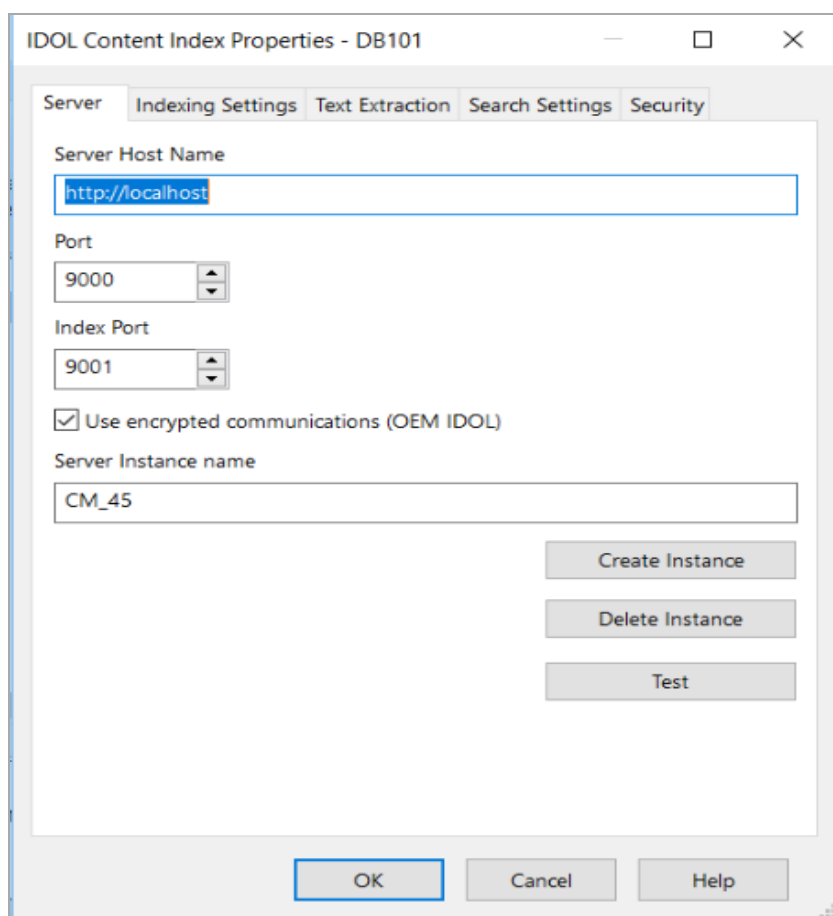 IDOL Content Index Properties - DB101
Server Indexing Settings Text Extraction Search Settings Security
Server Host Name
http://localhost
Port
9000
Index Port
9001
Use encrypted communications (OEM IDOL)
Server Instance name
CM_45
Create Instance
Delete Instance
Test
OK Cancel Help